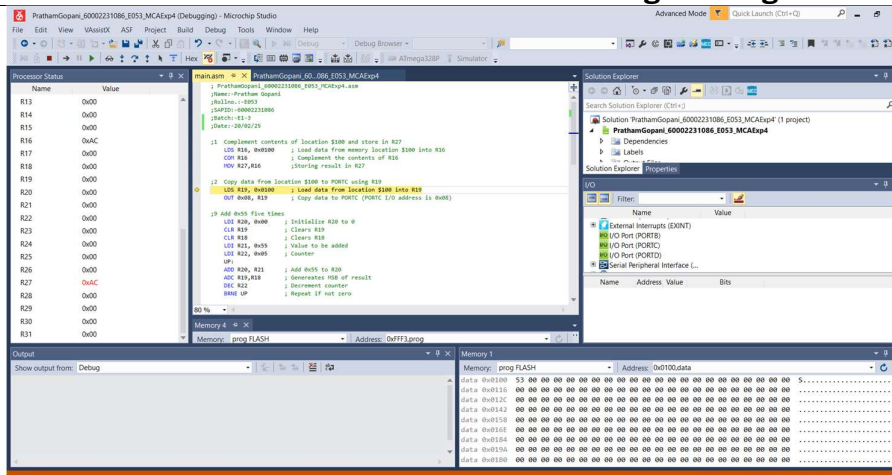 PrathamGopani_60002231086_E053_MCAExp4 (Debugging) - Microchip Studio
Advanced Mode
Quick Launch (Ctrl+Q)
File Edit View VAssistX ASF Project Build Debug Tools Window Help
Debug Debug Browser
Hex ATmega328P Simulator
Processor Status
Name Value
R13 0x00
R14 0x00
R15 0x00
R16 0xAC
R17 0x00
R18 0x00
R19 0x00
R20 0x00
R21 0x00
R22 0x00
R23 0x00
R24 0x00
R25 0x00
R26 0x00
R27 0xAC
R28 0x00
R29 0x00
R30 0x00
R31 0x00
main.asm PrathamGopani_60...086_E053_MCAExp4
; PrathamGopani_60002231086_E053_MCAExp4.asm
;Name:-Pratham Gopani
;Rollno.:-E053
;SAPID:-60002231086
;Batch:-E1-3
;Date:-20/02/25
;1 Complement contents of location $100 and store in R27
LDS R16, 0x0100 ; Load data from memory location $100 into R16
COM R16 ; Complement the contents of R16
MOV R27,R16 ;Storing result in R27
;2 Copy data from location $100 to PORTC using R19
LDS R19, 0x0100 ; Load data from location $100 into R19
OUT 0x08, R19 ; Copy data to PORTC (PORTC I/O address is 0x08)
;9 Add 0x55 five times
LDI R20, 0x00 ; Initialize R20 to 0
CLR R19 ; Clears R19
CLR R18 ; Clears R18
LDI R21, 0x55 ; Value to be added
LDI R22, 0x05 ; Counter
UP:
ADD R20, R21 ; Add 0x55 to R20
ADC R19,R18 ; Genereates MSB of result
DEC R22 ; Decrement counter
BRNE UP ; Repeat if not zero
80 %
Memory 4
Memory: prog FLASH Address: 0xFFF3,prog
Solution Explorer
Search Solution Explorer (Ctrl+;)
Solution 'PrathamGopani_60002231086_E053_MCAExp4' (1 project)
PrathamGopani_60002231086_E053_MCAExp4
Dependencies
Labels
Solution Explorer Properties
I/O
Filter:
Name Value
External Interrupts (EXINT)
I/O Port (PORTB)
I/O Port (PORTC)
I/O Port (PORTD)
Serial Peripheral Interface (...
Name Address Value Bits
Output
Show output from: Debug
Memory 1
Memory: prog FLASH Address: 0x0100,data
data 0x0100 53 00 00 00 00 00 00 00 00 00 00 00 00 00 00 00 00 00 00 00 00 00 S.....................
data 0x0116 00 00 00 00 00 00 00 00 00 00 00 00 00 00 00 00 00 00 00 00 00 00 ......................
data 0x012C 00 00 00 00 00 00 00 00 00 00 00 00 00 00 00 00 00 00 00 00 00 00 ......................
data 0x0142 00 00 00 00 00 00 00 00 00 00 00 00 00 00 00 00 00 00 00 00 00 00 ......................
data 0x0158 00 00 00 00 00 00 00 00 00 00 00 00 00 00 00 00 00 00 00 00 00 00 ......................
data 0x016E 00 00 00 00 00 00 00 00 00 00 00 00 00 00 00 00 00 00 00 00 00 00 ......................
data 0x0184 00 00 00 00 00 00 00 00 00 00 00 00 00 00 00 00 00 00 00 00 00 00 ......................
data 0x019A 00 00 00 00 00 00 00 00 00 00 00 00 00 00 00 00 00 00 00 00 00 00 ......................
data 0x01B0 00 00 00 00 00 00 00 00 00 00 00 00 00 00 00 00 00 00 00 00 00 00 ......................